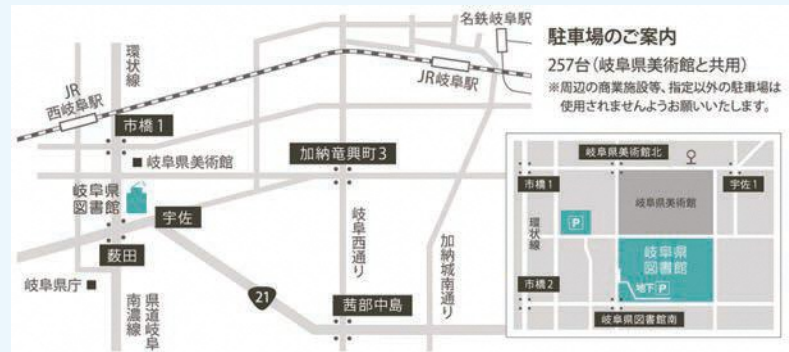 名鉄岐阜駅
環状線
JR
西岐阜駅
JR岐阜駅
市橋1
岐阜県美術館
加納竜興町3
岐阜県
図書館
宇佐
薮田
岐阜西通り
加納城南通り
岐阜県庁
県道岐阜
南濃線
21
茜部中島
駐車場のご案内
257台（岐阜県美術館と共用）
※周辺の商業施設等、指定以外の駐車場は
使用されませんようお願いいたします。
岐阜県美術館北
市橋1
宇佐1
岐阜県美術館
環状線
P
岐阜県
図書館
地下P
市橋2
岐阜県図書館南